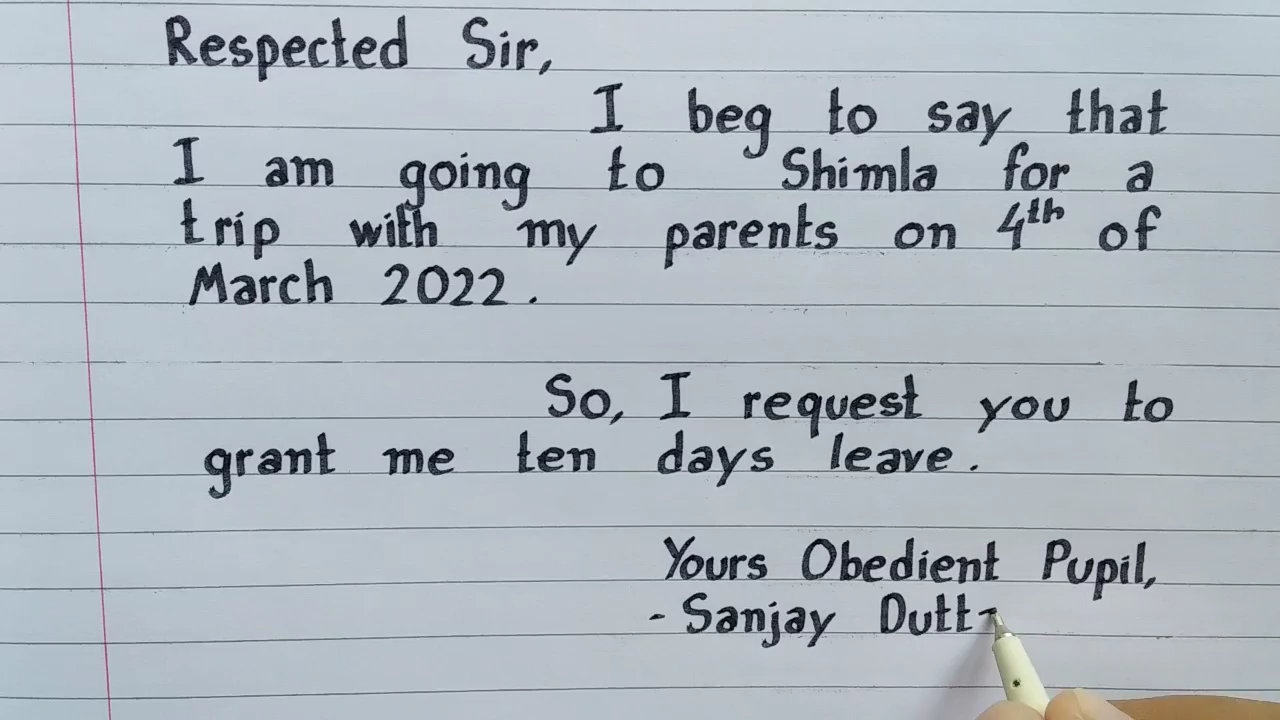 Respected Sir,
I beg to say that
I am going to Shimla for a
trip with my parents on 4th of
March 2022.
So, I request you to
grant me ten days leave.
Yours Obedient Pupil,
- Sanjay Dutt